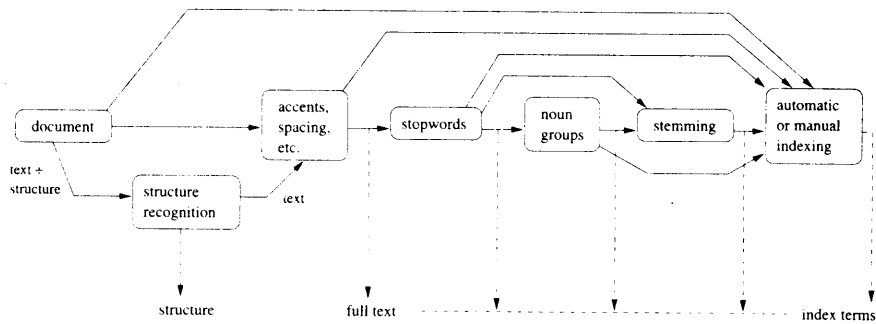 document
text +
structure
structure
recognition
text
accents,
spacing,
etc.
stopwords
noun
groups
stemming
automatic
or manual
indexing
structure
full text
index terms